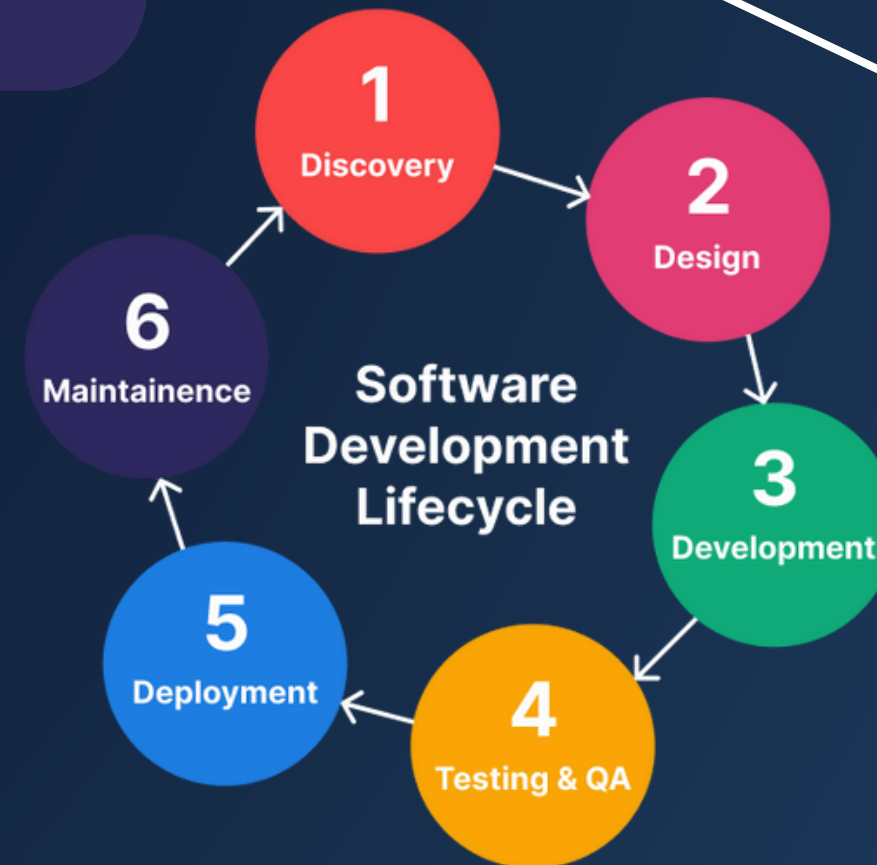 1
Discovery
2
Design
3
Development
4
Testing & QA
5
Deployment
6
Maintainence
Software
Development
Lifecycle